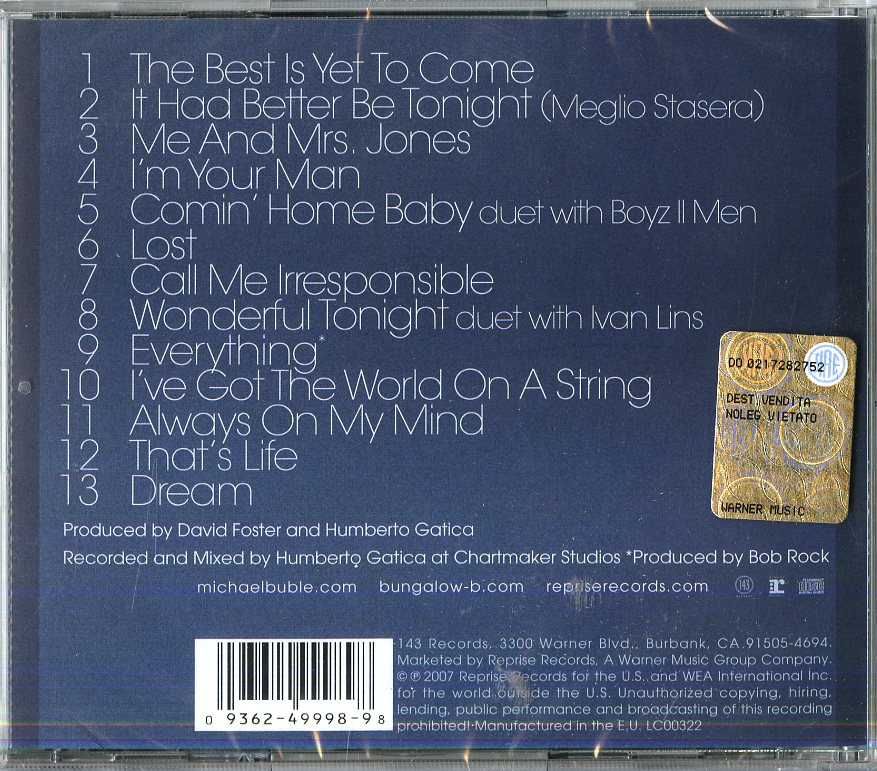 1 The Best Is Yet To Come
2 It Had Better Be Tonight (Meglio Stasera)
3 Me And Mrs. Jones
4 I'm Your Man
5 Comin' Home Baby duet with Boyz II Men
6 Lost
7 Call Me Irresponsible
8 Wonderful Tonight duet with Ivan Lins
9 Everything*
10 I've Got The World On A String
11 Always On My Mind
12 That's Life
13 Dream
Produced by David Foster and Humberto Gatica
Recorded and Mixed by Humberto Gatica at Chartmaker Studios *Produced by Bob Rock
michaelbuble.com bungalow-b.com repriserecords.com
143
DO 0217282752
DEST.VENDITA
NOLEG.VIETATO
WARNER MUSIC
0 9362-49998-9 8
143 Records, 3300 Warner Blvd., Burbank, CA.91505-4694.
Marketed by Reprise Records, A Warner Music Group Company.
© ℗ 2007 Reprise Records for the U.S. and WEA International Inc.
for the world outside the U.S. Unauthorized copying, hiring,
lending, public performance and broadcasting of this recording
prohibited!·Manufactured in the E.U. LC00322